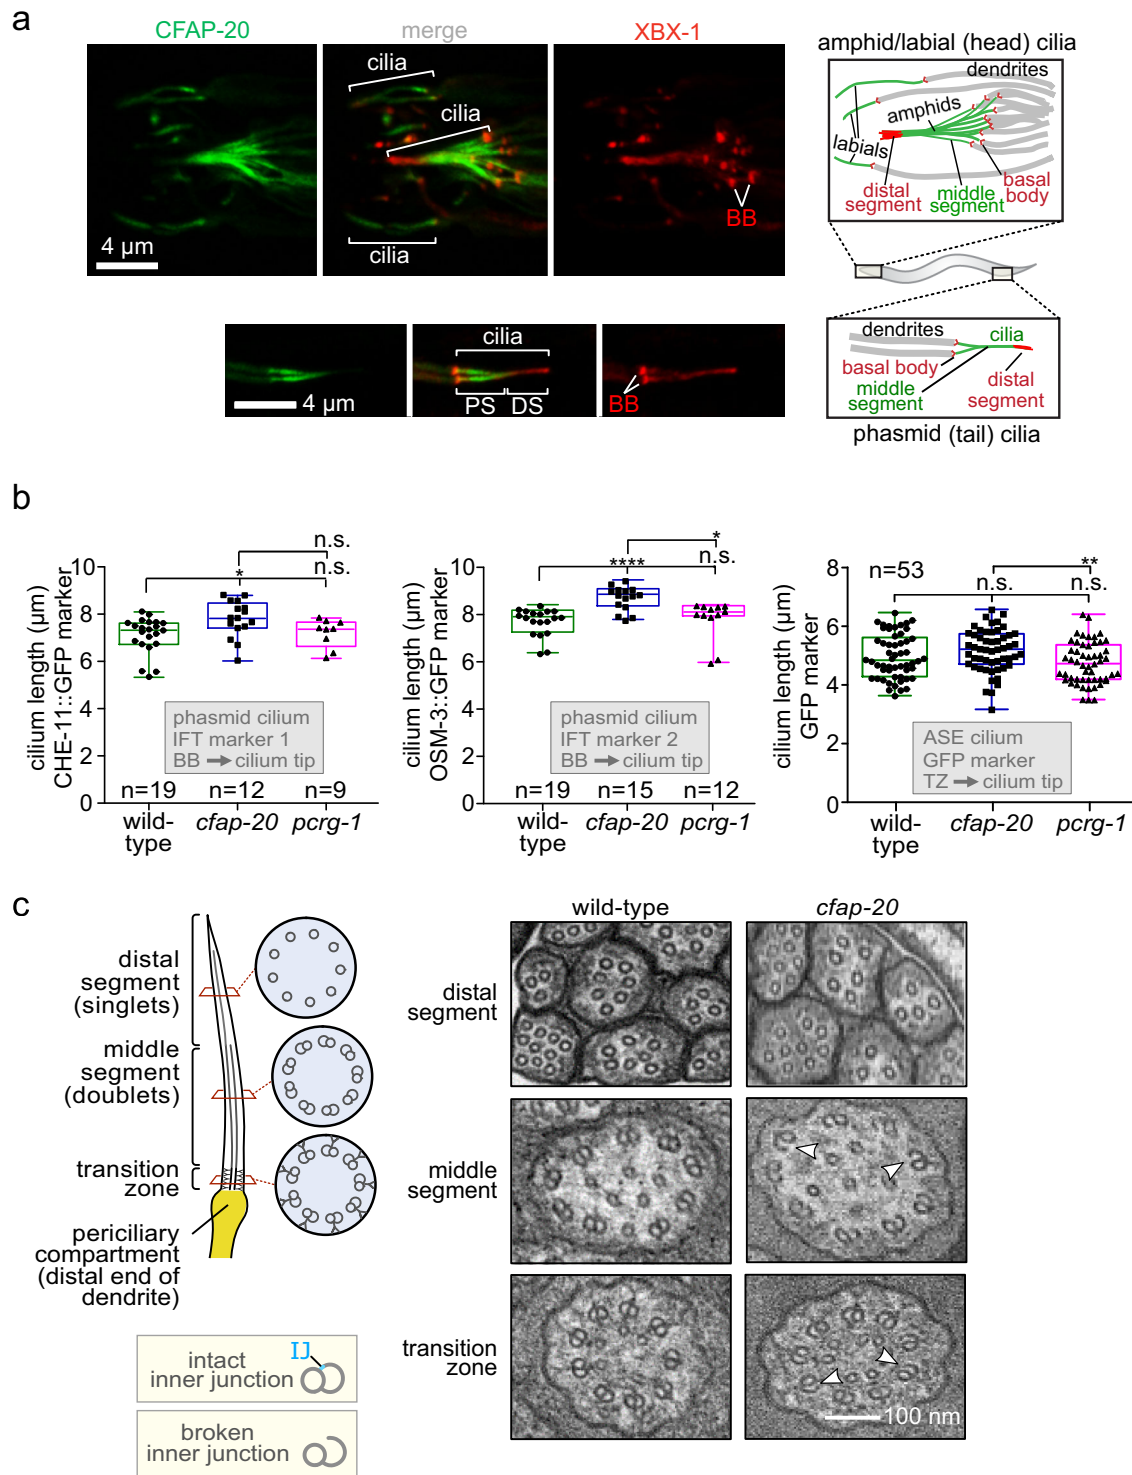 a
CFAP-20
merge
XBX-1
cilia
cilia
cilia
BB
4 µm
amphid/labial (head) cilia
dendrites
amphids
labials
distal
segment
middle
segment
basal
body
cilia
PS
DS
BB
4 µm
dendrites
cilia
basal body
middle
segment
distal
segment
phasmid (tail) cilia
b
cilium length (µm)
CHE-11::GFP marker
10
8
6
4
2
0
n.s.
n.s.
*
phasmid cilium
IFT marker 1
BB → cilium tip
n=19
n=12
n=9
wild-
type
cfap-20
pcrg-1
cilium length (µm)
OSM-3::GFP marker
10
8
6
4
2
0
*
n.s.
****
phasmid cilium
IFT marker 2
BB → cilium tip
n=19
n=15
n=12
wild-
type
cfap-20
pcrg-1
cilium length (µm)
GFP marker
8
6
4
2
0
n=53
**
n.s.
n.s.
ASE cilium
GFP marker
TZ → cilium tip
wild-
type
cfap-20
pcrg-1
c
distal
segment
(singlets)
middle
segment
(doublets)
transition
zone
periciliary
compartment
(distal end of
dendrite)
IJ
intact
inner junction
broken
inner junction
wild-type
cfap-20
distal
segment
middle
segment
transition
zone
100 nm